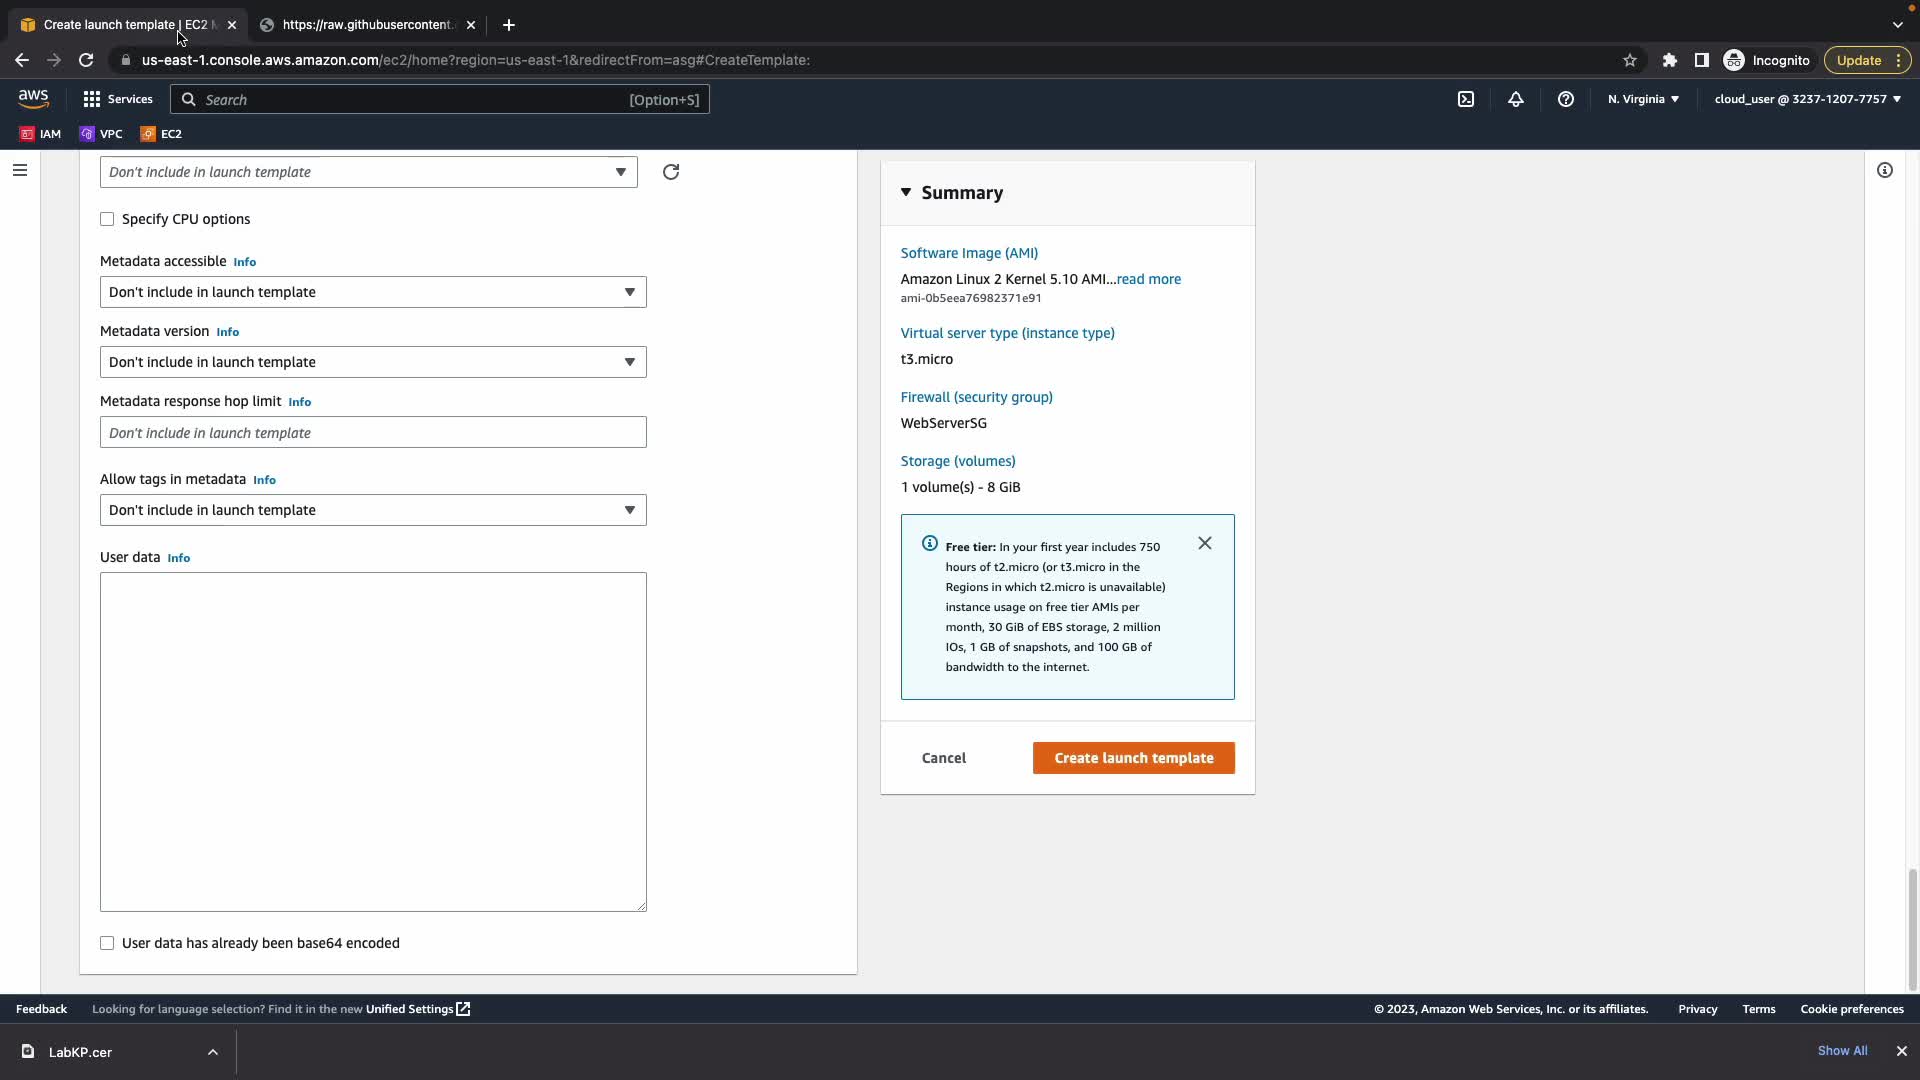 Create launch template | EC2 M
https://raw.githubusercontent.
us-east-1.console.aws.amazon.com/ec2/home?region=us-east-1&redirectFrom=asg#CreateTemplate:
Incognito
Update
aws
Services
Search
[Option+S]
N. Virginia
cloud_user @ 3237-1207-7757
IAM
VPC
EC2
Don't include in launch template
Specify CPU options
Metadata accessible Info
Don't include in launch template
Metadata version Info
Don't include in launch template
Metadata response hop limit Info
Don't include in launch template
Allow tags in metadata Info
Don't include in launch template
User data Info
User data has already been base64 encoded
Summary
Software Image (AMI)
Amazon Linux 2 Kernel 5.10 AMI...read more
ami-0b5eea76982371e91
Virtual server type (instance type)
t3.micro
Firewall (security group)
WebServerSG
Storage (volumes)
1 volume(s) - 8 GiB
Free tier: In your first year includes 750
hours of t2.micro (or t3.micro in the
Regions in which t2.micro is unavailable)
instance usage on free tier AMIs per
month, 30 GiB of EBS storage, 2 million
IOs, 1 GB of snapshots, and 100 GB of
bandwidth to the internet.
Cancel
Create launch template
Feedback
Looking for language selection? Find it in the new Unified Settings
© 2023, Amazon Web Services, Inc. or its affiliates.
Privacy
Terms
Cookie preferences
LabKP.cer
Show All